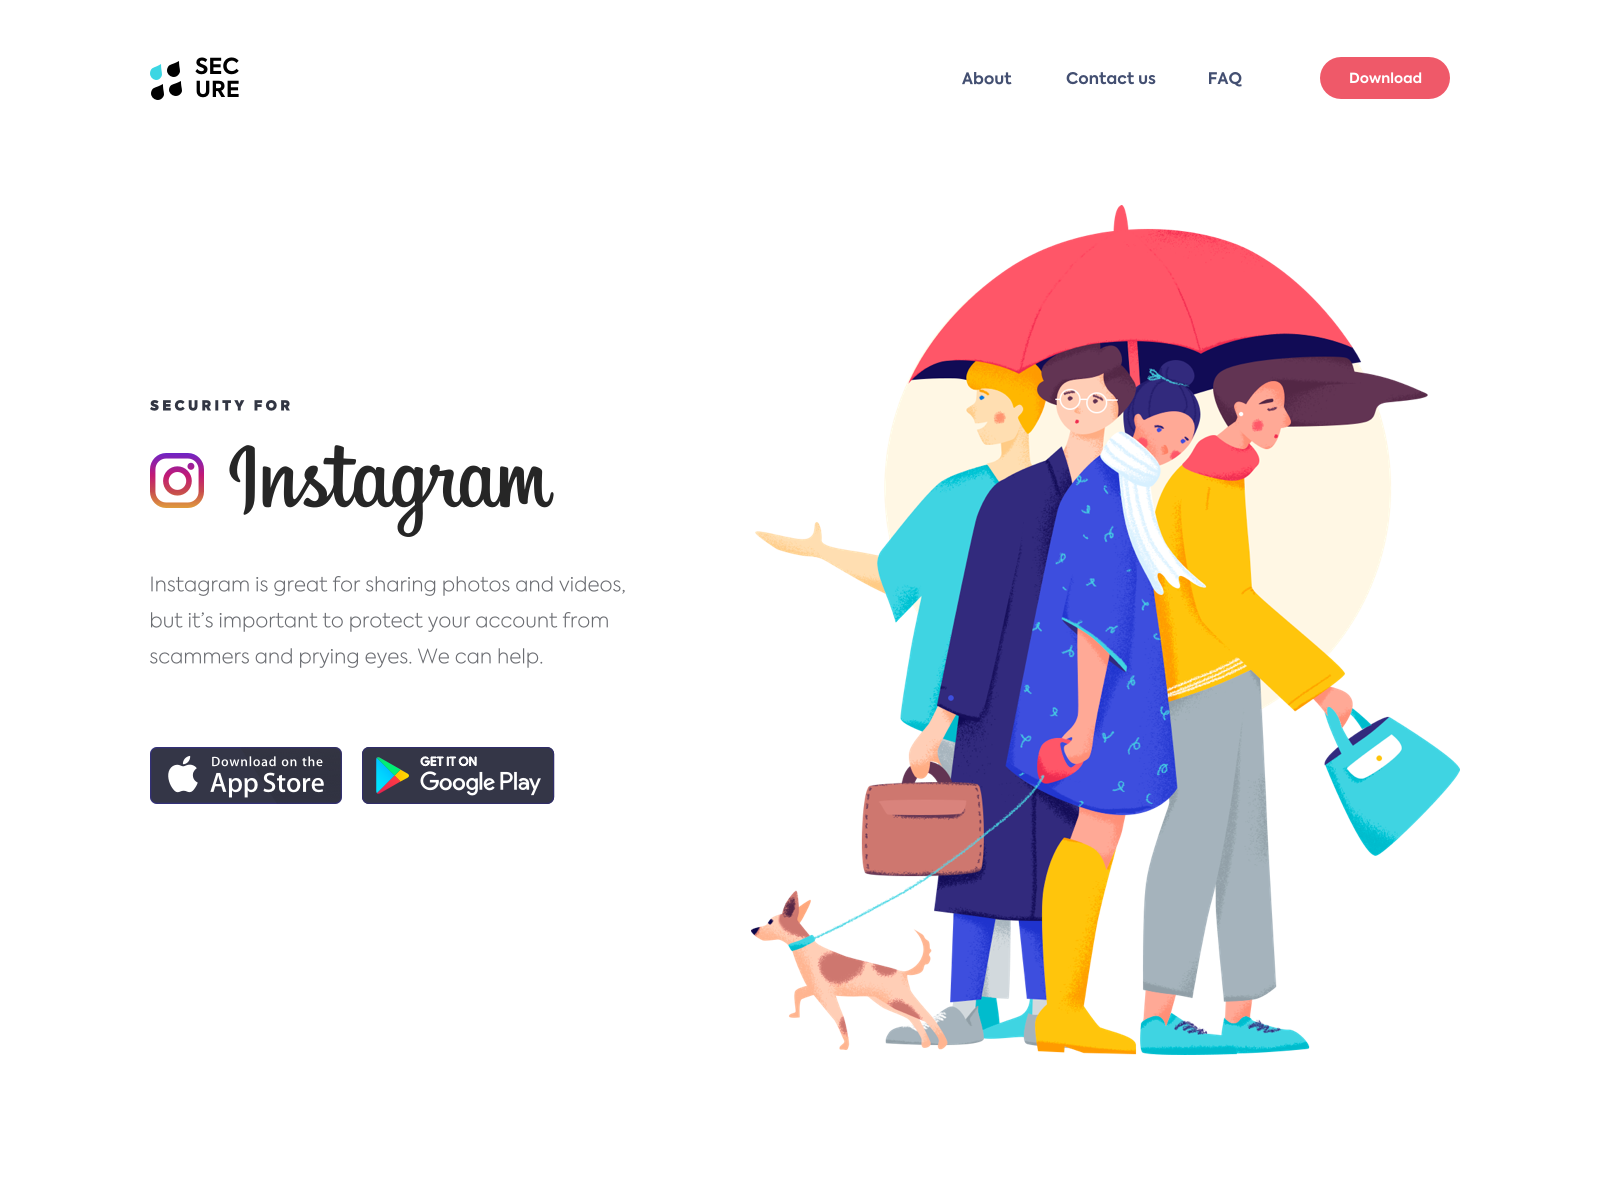 SEC
URE
About
Contact us
FAQ
Download
SECURITY FOR
Instagram
Instagram is great for sharing photos and videos,
but it’s important to protect your account from
scammers and prying eyes. We can help.
Download on the
App Store
GET IT ON
Google Play